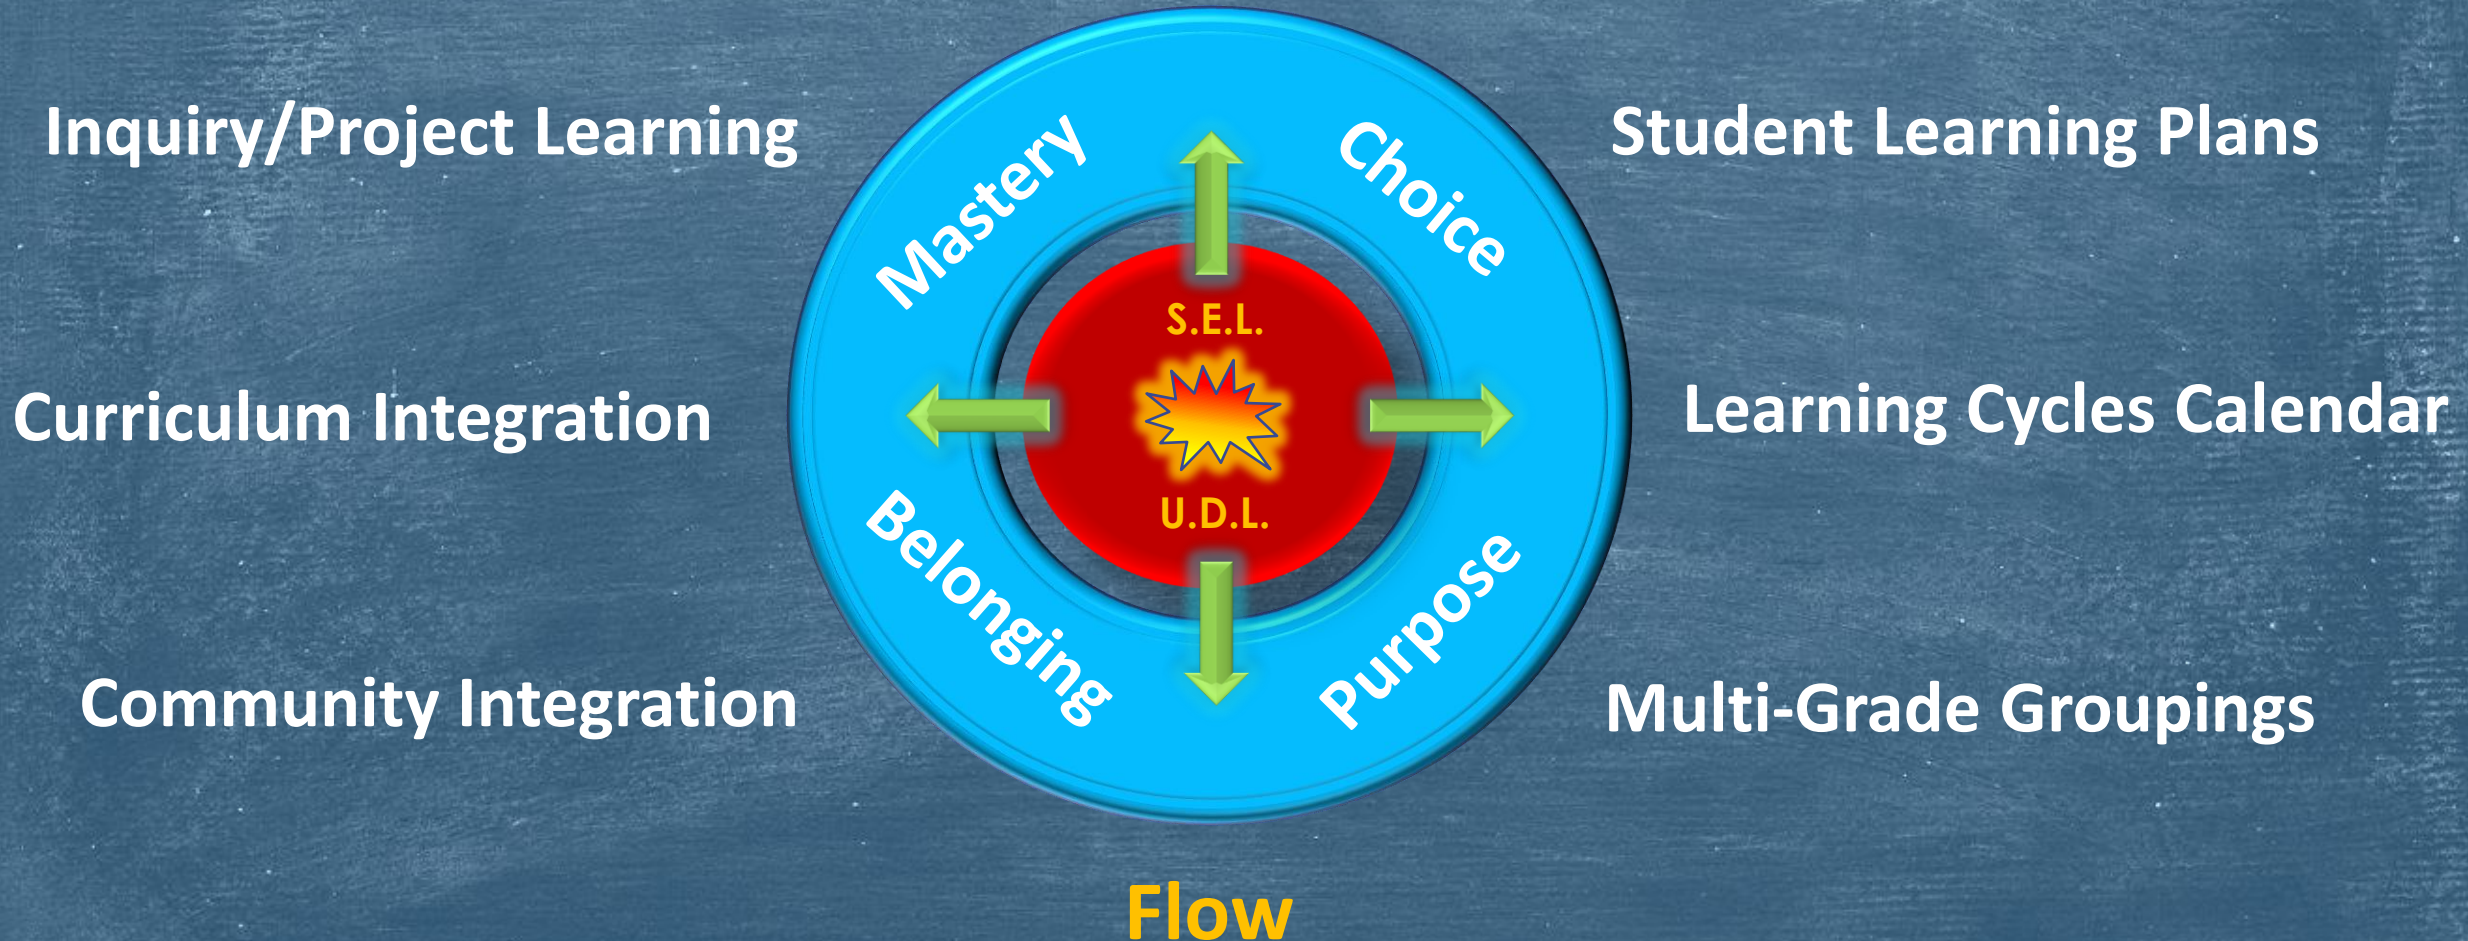 Inquiry/Project Learning
Student Learning Plans
Mastery
Choice
S.E.L.
Curriculum Integration
Learning Cycles Calendar
U.D.L.
Belonging
Purpose
Community Integration
Multi-Grade Groupings
Flow